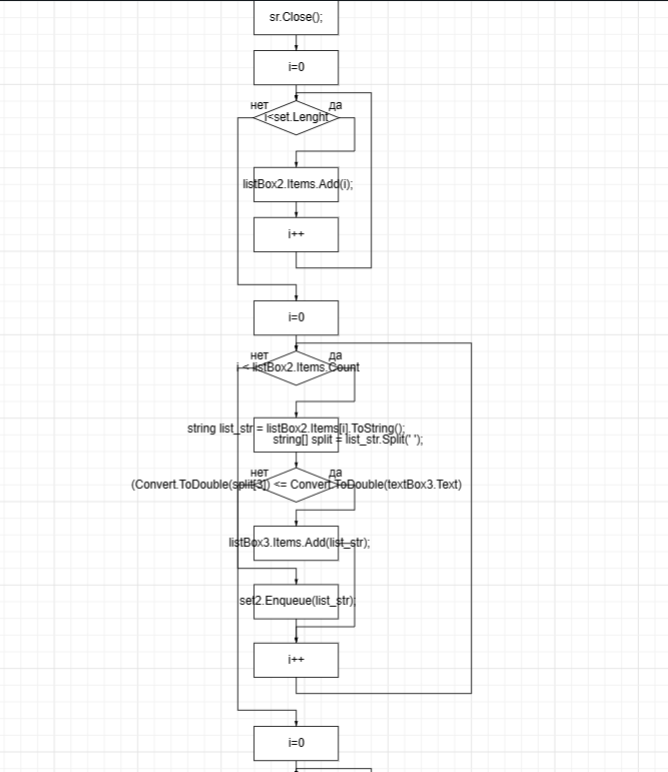 sr.Close();
i=0
нет
да
i<set.Lenght
listBox2.Items.Add(i);
i++
i=0
нет
да
i < listBox2.Items.Count
string list_str = listBox2.Items[i].ToString();
string[] split = list_str.Split(' ');
нет
да
(Convert.ToDouble(split[3]) <= Convert.ToDouble(textBox3.Text)
listBox3.Items.Add(list_str);
set2.Enqueue(list_str);
i++
i=0